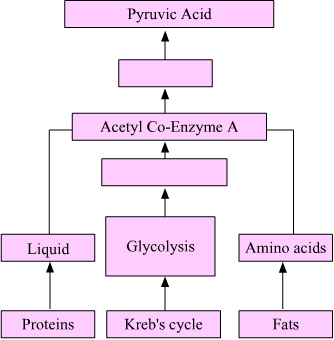 Pyruvic Acid
Acetyl Co-Enzyme A
Liquid
Glycolysis
Amino acids
Proteins
Kreb's cycle
Fats